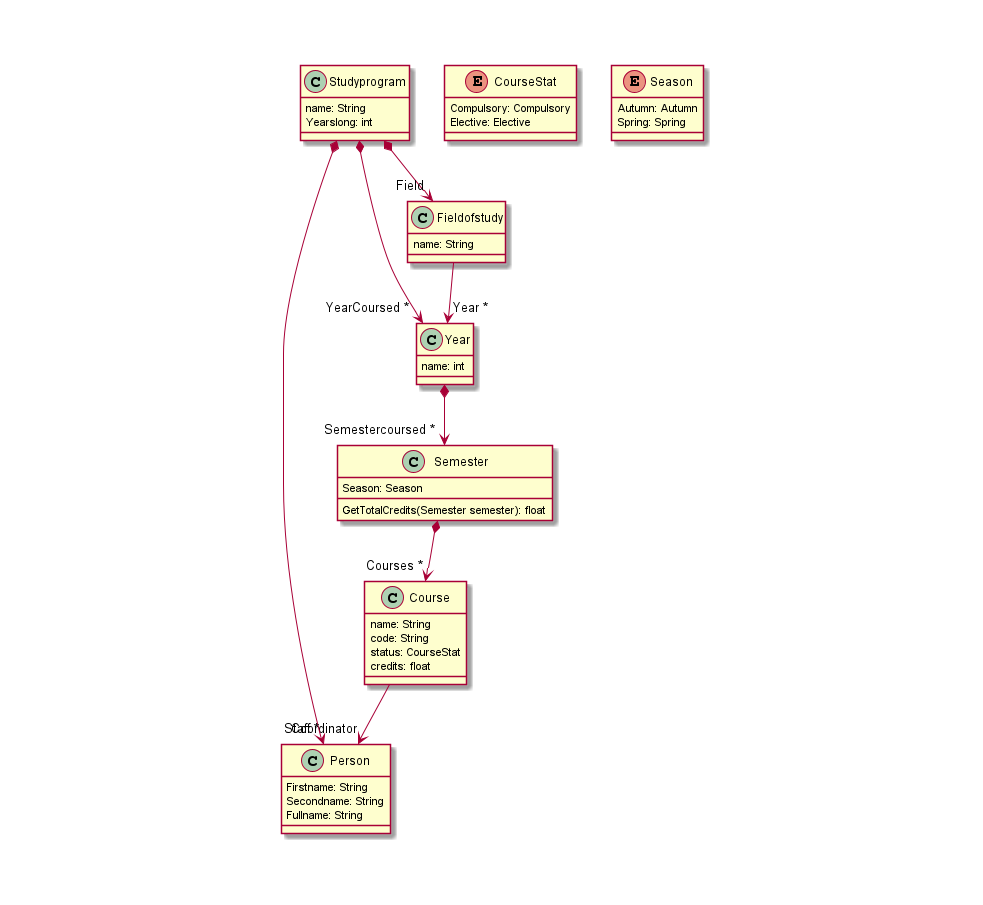 C Studyprogram
name: String
Yearslong: int
E CourseStat
Compulsory: Compulsory
Elective: Elective
E Season
Autumn: Autumn
Spring: Spring
Field
C Fieldofstudy
name: String
YearCoursed *
Year *
C Year
name: int
Semestercoursed *
C Semester
Season: Season
GetTotalCredits(Semester semester): float
Courses *
C Course
name: String
code: String
status: CourseStat
credits: float
Staff *
Coordinator
C Person
Firstname: String
Secondname: String
Fullname: String